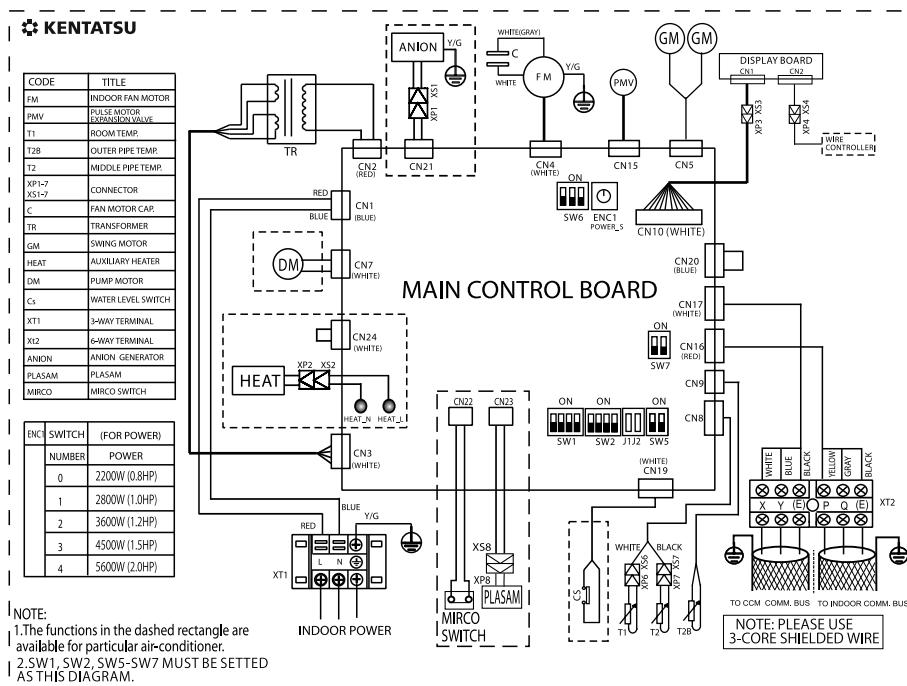 KENTATSU
CODE TITLE
FM INDOOR FAN MOTOR
PMV PULSE MOTOR EXPANSION VALVE
T1 ROOM TEMP.
T2B OUTER PIPE TEMP.
T2 MIDDLE PIPE TEMP.
XP1-7 XS1-7 CONNECTOR
C FAN MOTOR CAP.
TR TRANSFORMER
GM SWING MOTOR
HEAT AUXILIARY HEATER
DM PUMP MOTOR
Cs WATER LEVEL SWITCH
XT1 3-WAY TERMINAL
Xt2 6-WAY TERMINAL
ANION ANION GENERATOR
PLASAM PLASAM
MIRCO MIRCO SWITCH
ENC1 SWITCH (FOR POWER)
NUMBER POWER
0 2200W (0.8HP)
1 2800W (1.0HP)
2 3600W (1.2HP)
3 4500W (1.5HP)
4 5600W (2.0HP)
NOTE:
1.The functions in the dashed rectangle are
available for particular air-conditioner.
2.SW1, SW2, SW5-SW7 MUST BE SETTED
AS THIS DIAGRAM.
TR
ANION
Y/G
XP1 XS1
WHITE(GRAY)
C
WHITE
FM
Y/G
PMV
GM GM
DISPLAY BOARD
CN1 CN2
XP3 XS3
XP4 XS4
WIRE
CONTROLLER
CN2
(RED)
CN21
CN4
(WHITE)
CN15
CN5
RED
BLUE
CN1
(BLUE)
ON
SW6
ENC1
POWER_S
CN10 (WHITE)
DM
CN7
(WHITE)
MAIN CONTROL BOARD
CN20
(BLUE)
CN17
(WHITE)
CN24
(WHITE)
ON
SW7
CN16
(RED)
HEAT
XP2 XS2
HEAT_N HEAT_L
CN9
CN22 CN23
ON ON ON
SW1 SW2 J1J2 SW5
CN8
CN3
(WHITE)
(WHITE)
CN19
WHITE BLUE BLACK YELLOW GRAY BLACK
X Y (E) P Q (E)
XT2
RED
BLUE
Y/G
L N
XT1
INDOOR POWER
XS8
XP8
PLASAM
MIRCO
SWITCH
CS
WHITE BLACK
XP6 XS6
XP7 XS7
T1 T2 T2B
TO CCM COMM. BUS TO INDOOR COMM. BUS
NOTE: PLEASE USE
3-CORE SHIELDED WIRE